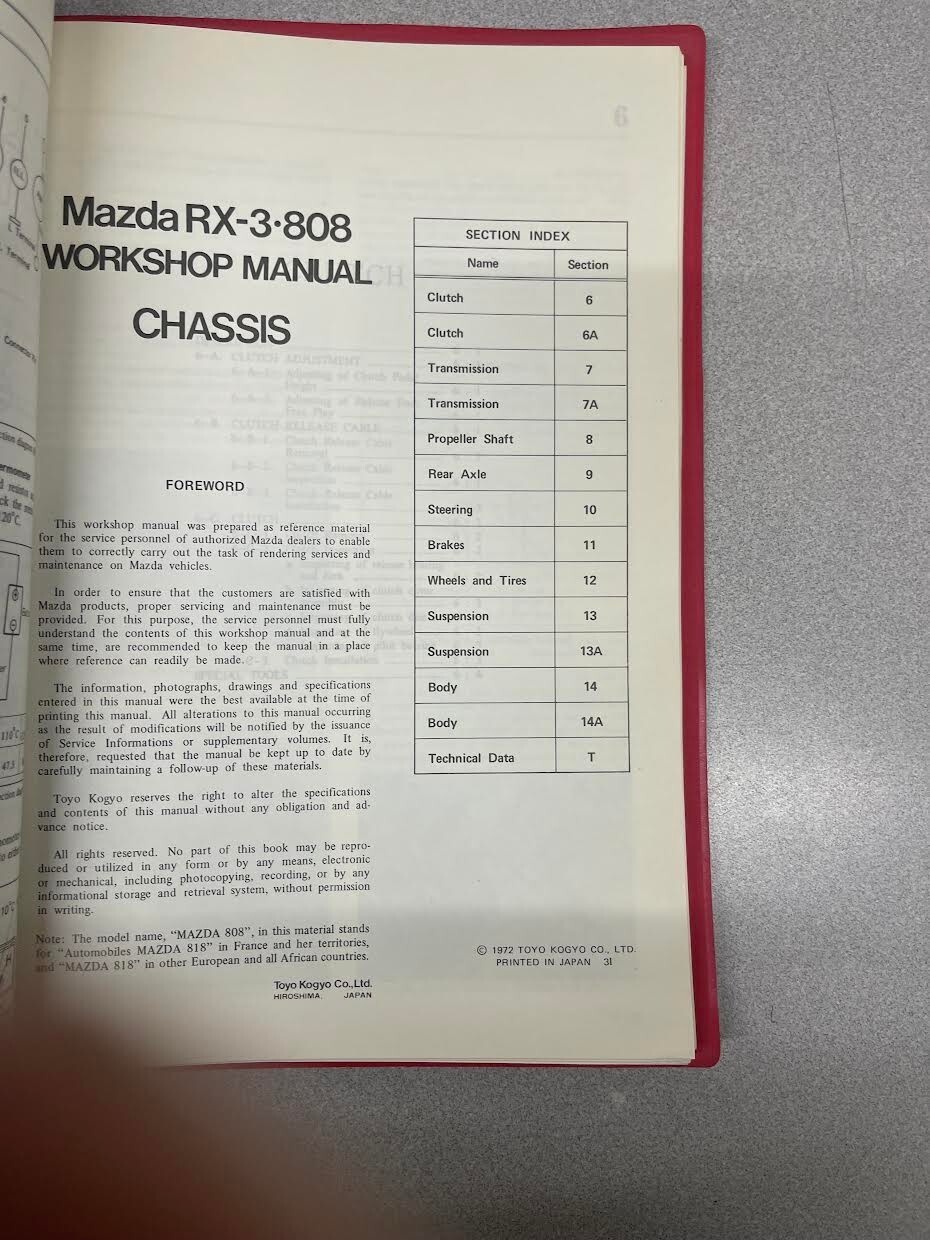 Mazda RX-3·808
WORKSHOP MANUAL
CHASSIS
FOREWORD
This workshop manual was prepared as reference material
for the service personnel of authorized Mazda dealers to enable
them to correctly carry out the task of rendering services and
maintenance on Mazda vehicles.
In order to ensure that the customers are satisfied with
Mazda products, proper servicing and maintenance must be
provided. For this purpose, the service personnel must fully
understand the contents of this workshop manual and at the
same time, are recommended to keep the manual in a place
where reference can readily be made.
The information, photographs, drawings and specifications
entered in this manual were the best available at the time of
printing this manual. All alterations to this manual occurring
as the result of modifications will be notified by the issuance
of Service Informations or supplementary volumes. It is,
therefore, requested that the manual be kept up to date by
carefully maintaining a follow-up of these materials.
Toyo Kogyo reserves the right to alter the specifications
and contents of this manual without any obligation and ad-
vance notice.
All rights reserved. No part of this book may be repro-
duced or utilized in any form or by any means, electronic
or mechanical, including photocopying, recording, or by any
informational storage and retrieval system, without permission
in writing.
Note: The model name, “MAZDA 808”, in this material stands
for “Automobiles MAZDA 818” in France and her territories,
and “MAZDA 818” in other European and all African countries.
Toyo Kogyo Co.,Ltd.
HIROSHIMA, JAPAN
SECTION INDEX
Name Section
Clutch 6
Clutch 6A
Transmission 7
Transmission 7A
Propeller Shaft 8
Rear Axle 9
Steering 10
Brakes 11
Wheels and Tires 12
Suspension 13
Suspension 13A
Body 14
Body 14A
Technical Data T
© 1972 TOYO KOGYO CO., LTD.
PRINTED IN JAPAN 31